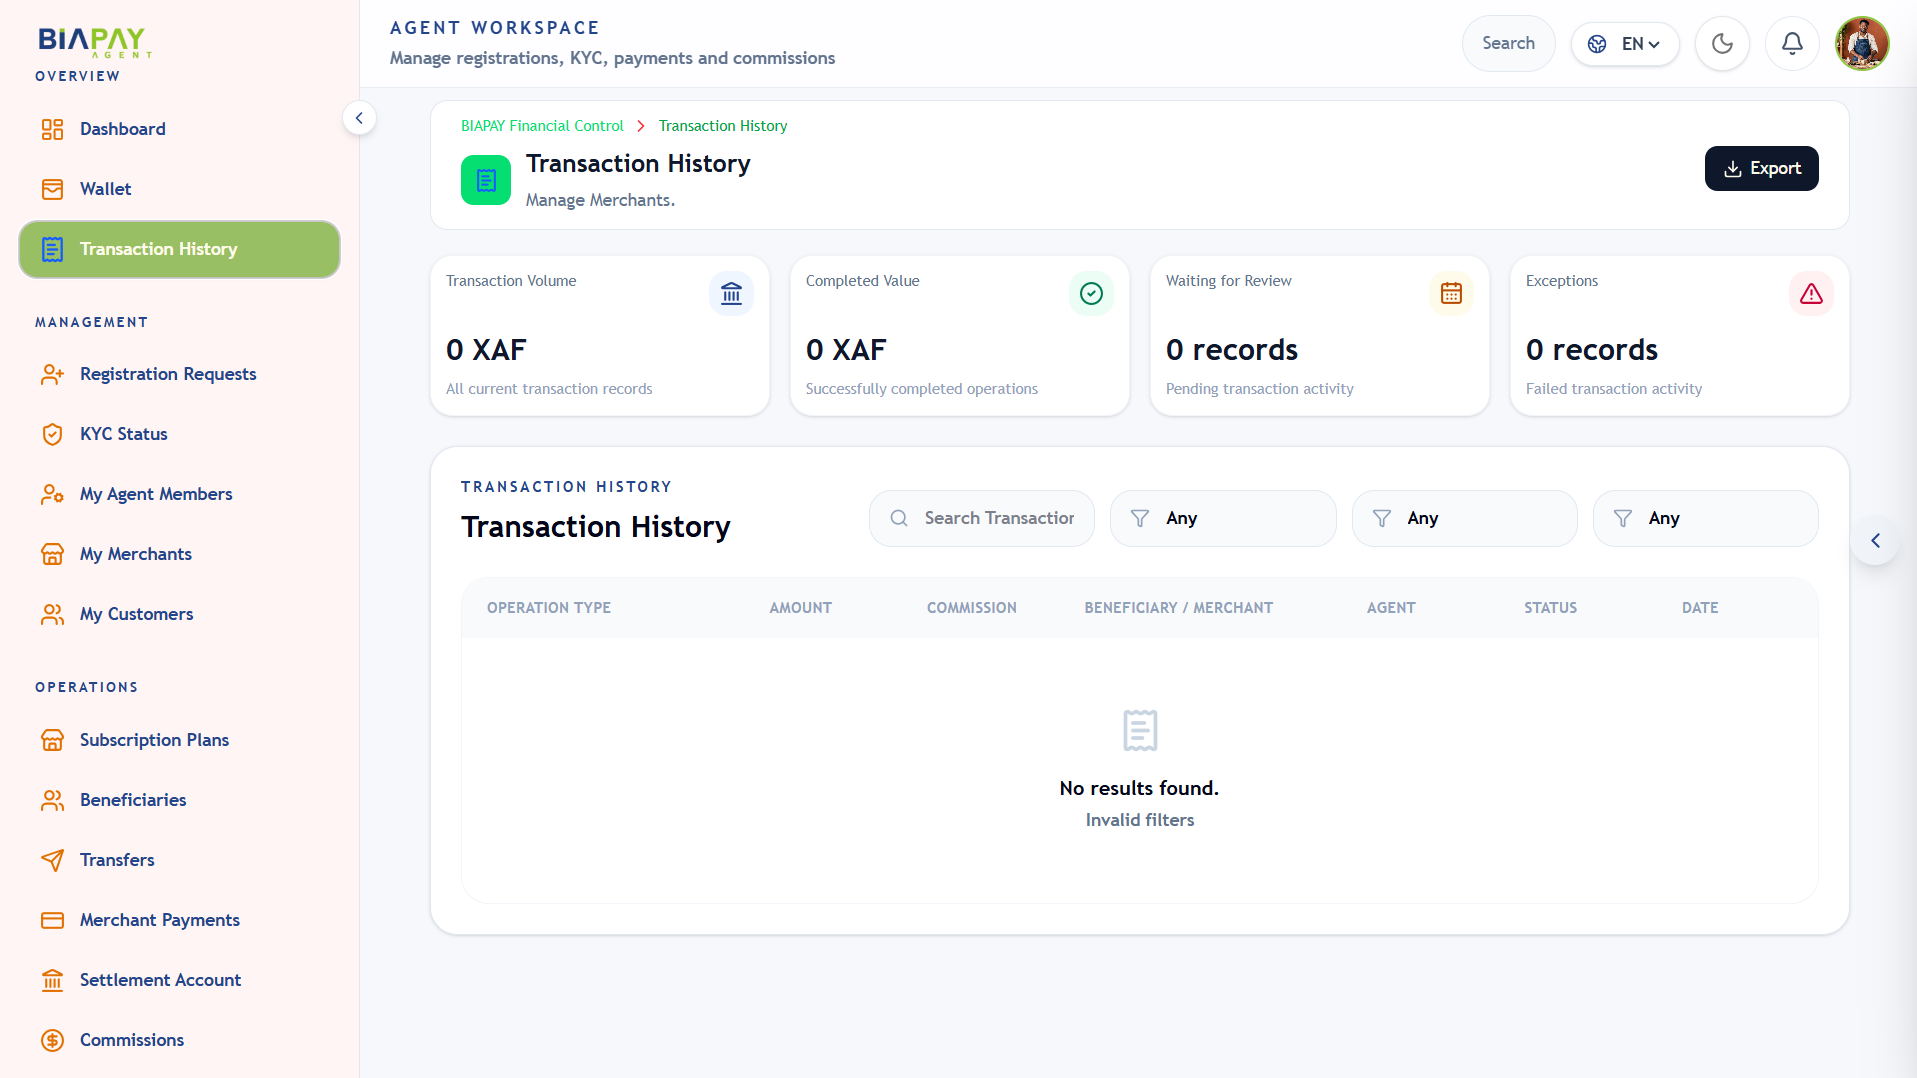 BIAPAY
AGENT
OVERVIEW
Dashboard
Wallet
Transaction History
MANAGEMENT
Registration Requests
KYC Status
My Agent Members
My Merchants
My Customers
OPERATIONS
Subscription Plans
Beneficiaries
Transfers
Merchant Payments
Settlement Account
Commissions
AGENT WORKSPACE
Manage registrations, KYC, payments and commissions
Search
EN
BIAPAY Financial Control
Transaction History
Transaction History
Manage Merchants.
Export
Transaction Volume
0 XAF
All current transaction records
Completed Value
0 XAF
Successfully completed operations
Waiting for Review
0 records
Pending transaction activity
Exceptions
0 records
Failed transaction activity
TRANSACTION HISTORY
Transaction History
Search Transaction
Any
Any
Any
OPERATION TYPE AMOUNT COMMISSION BENEFICIARY / MERCHANT AGENT STATUS DATE
No results found.
Invalid filters